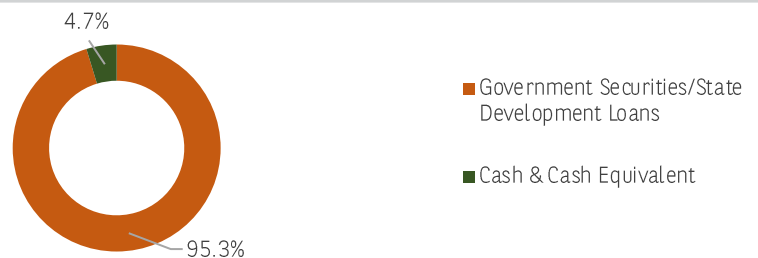 4.7%
Government Securities/State
Development Loans
Cash & Cash Equivalent
95.3%